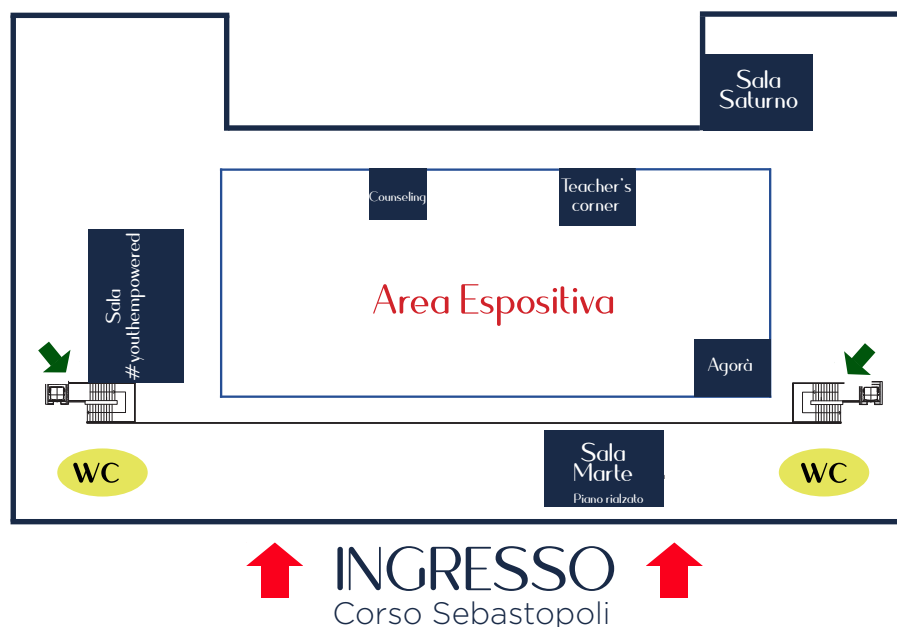 Sala
Saturno
Counseling
Teacher's
corner
Sala
#youthempowered
Area Espositiva
Agorà
WC
Sala
Marte
Piano rialzato
WC
INGRESSO
Corso Sebastopoli